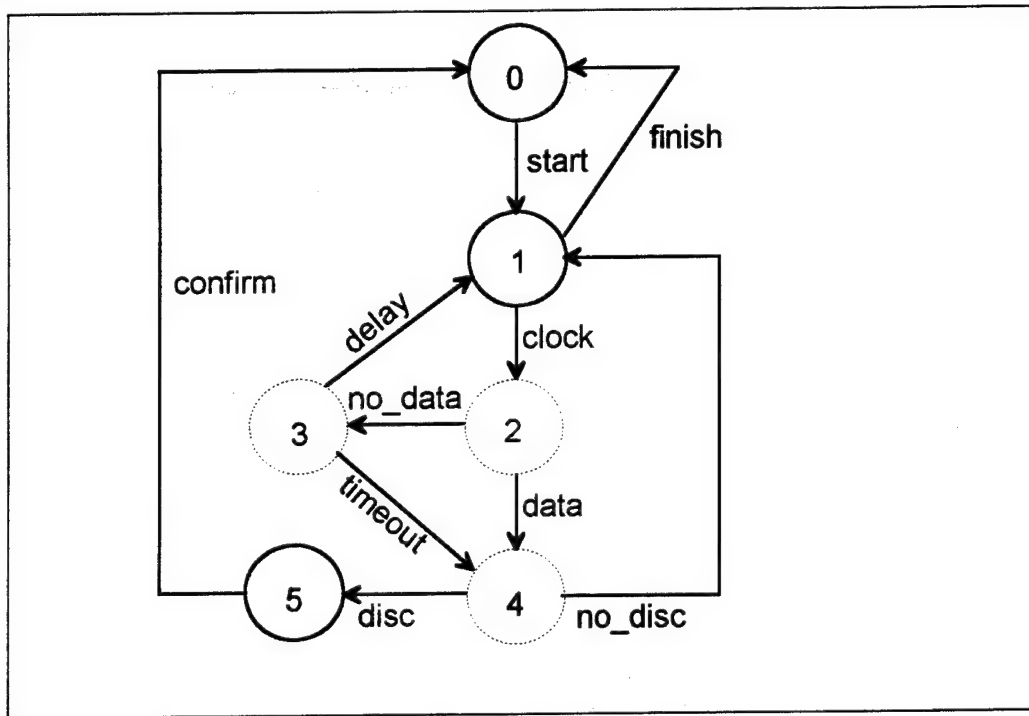 0
start
finish
1
confirm
delay
clock
no_data
3
2
timeout
data
5
disc
4
no_disc